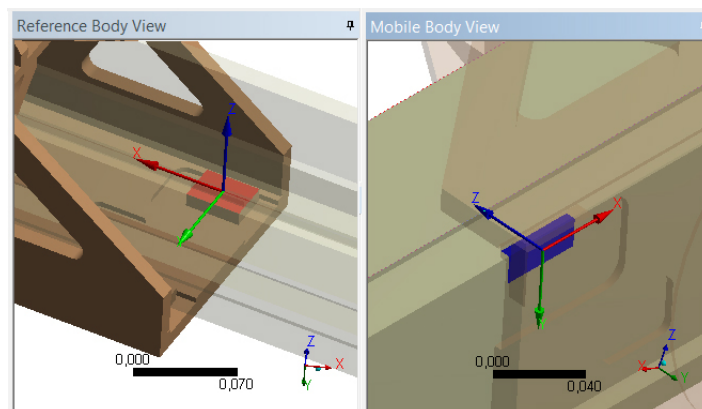 Reference Body View
Z
X
0,000
0,070
Z
X
Y
Mobile Body View
Z
X
Y
0,000
0,040
Z
X
Y